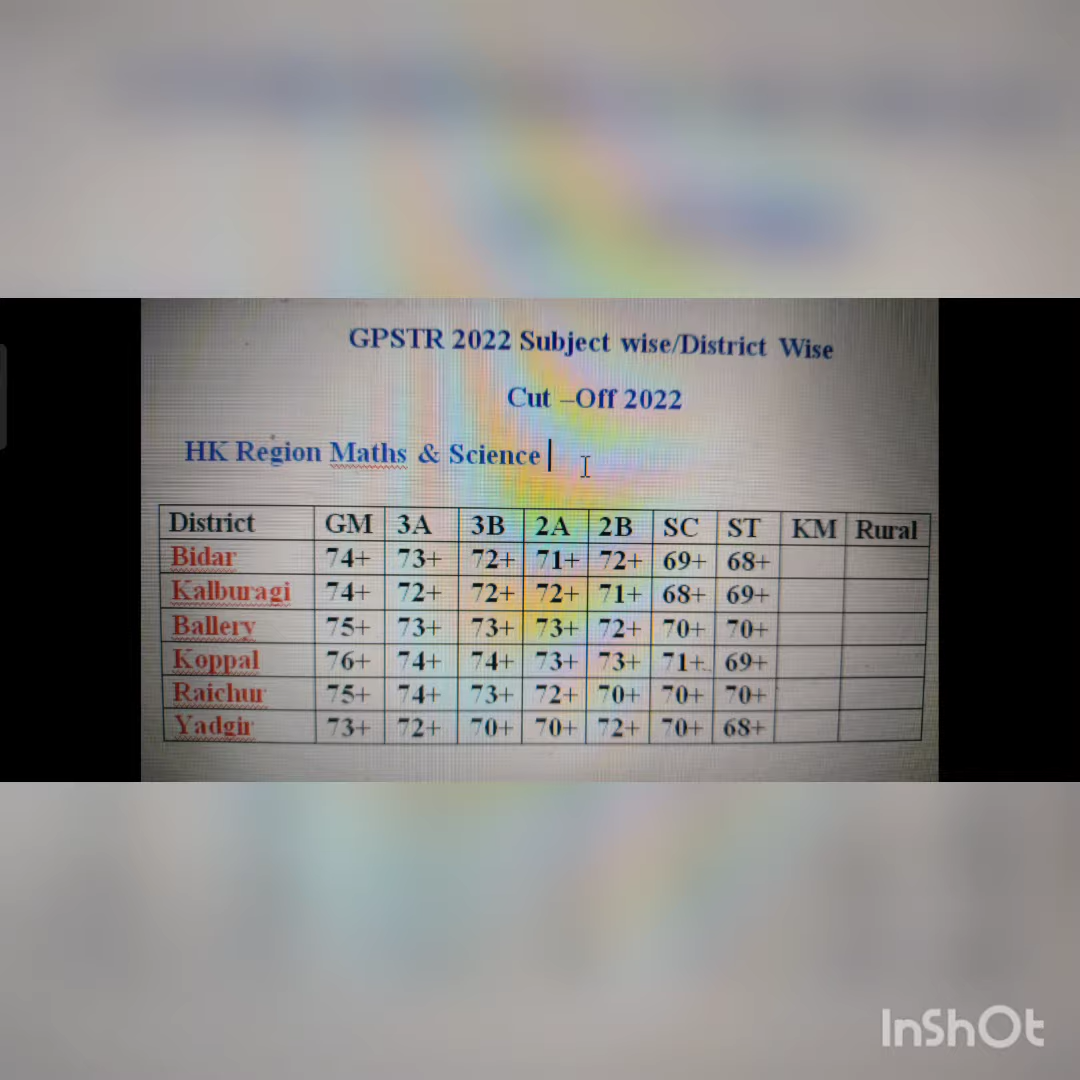 GPSTR 2022 Subject wise/District Wise
Cut –Off 2022
HK Region Maths & Science
District GM 3A 3B 2A 2B SC ST KM Rural
Bidar 74+ 73+ 72+ 71+ 72+ 69+ 68+
Kalburagi 74+ 72+ 72+ 72+ 71+ 68+ 69+
Ballery 75+ 73+ 73+ 73+ 72+ 70+ 70+
Koppal 76+ 74+ 74+ 73+ 73+ 71+ 69+
Raichur 75+ 74+ 73+ 72+ 70+ 70+ 70+
Yadgir 73+ 72+ 70+ 70+ 72+ 70+ 68+
InShOt